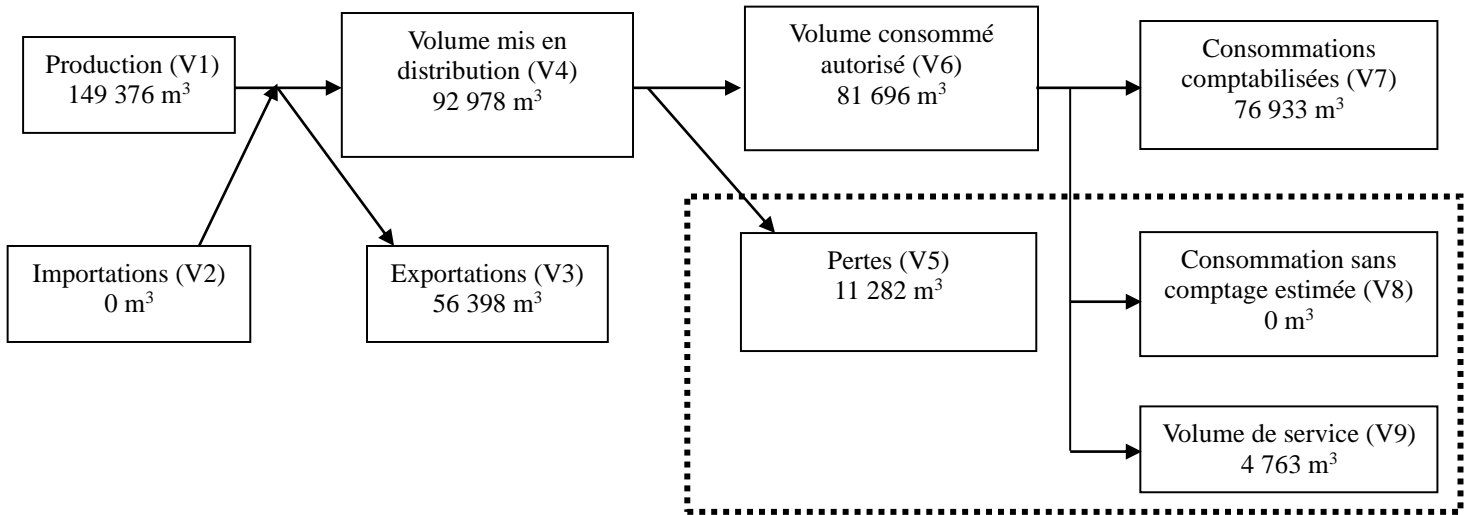 Production (V1)
149 376 m³
Volume mis en
distribution (V4)
92 978 m³
Volume consommé
autorisé (V6)
81 696 m³
Consommations
comptabilisées (V7)
76 933 m³
Importations (V2)
0 m³
Exportations (V3)
56 398 m³
Pertes (V5)
11 282 m³
Consommation sans
comptage estimée (V8)
0 m³
Volume de service (V9)
4 763 m³